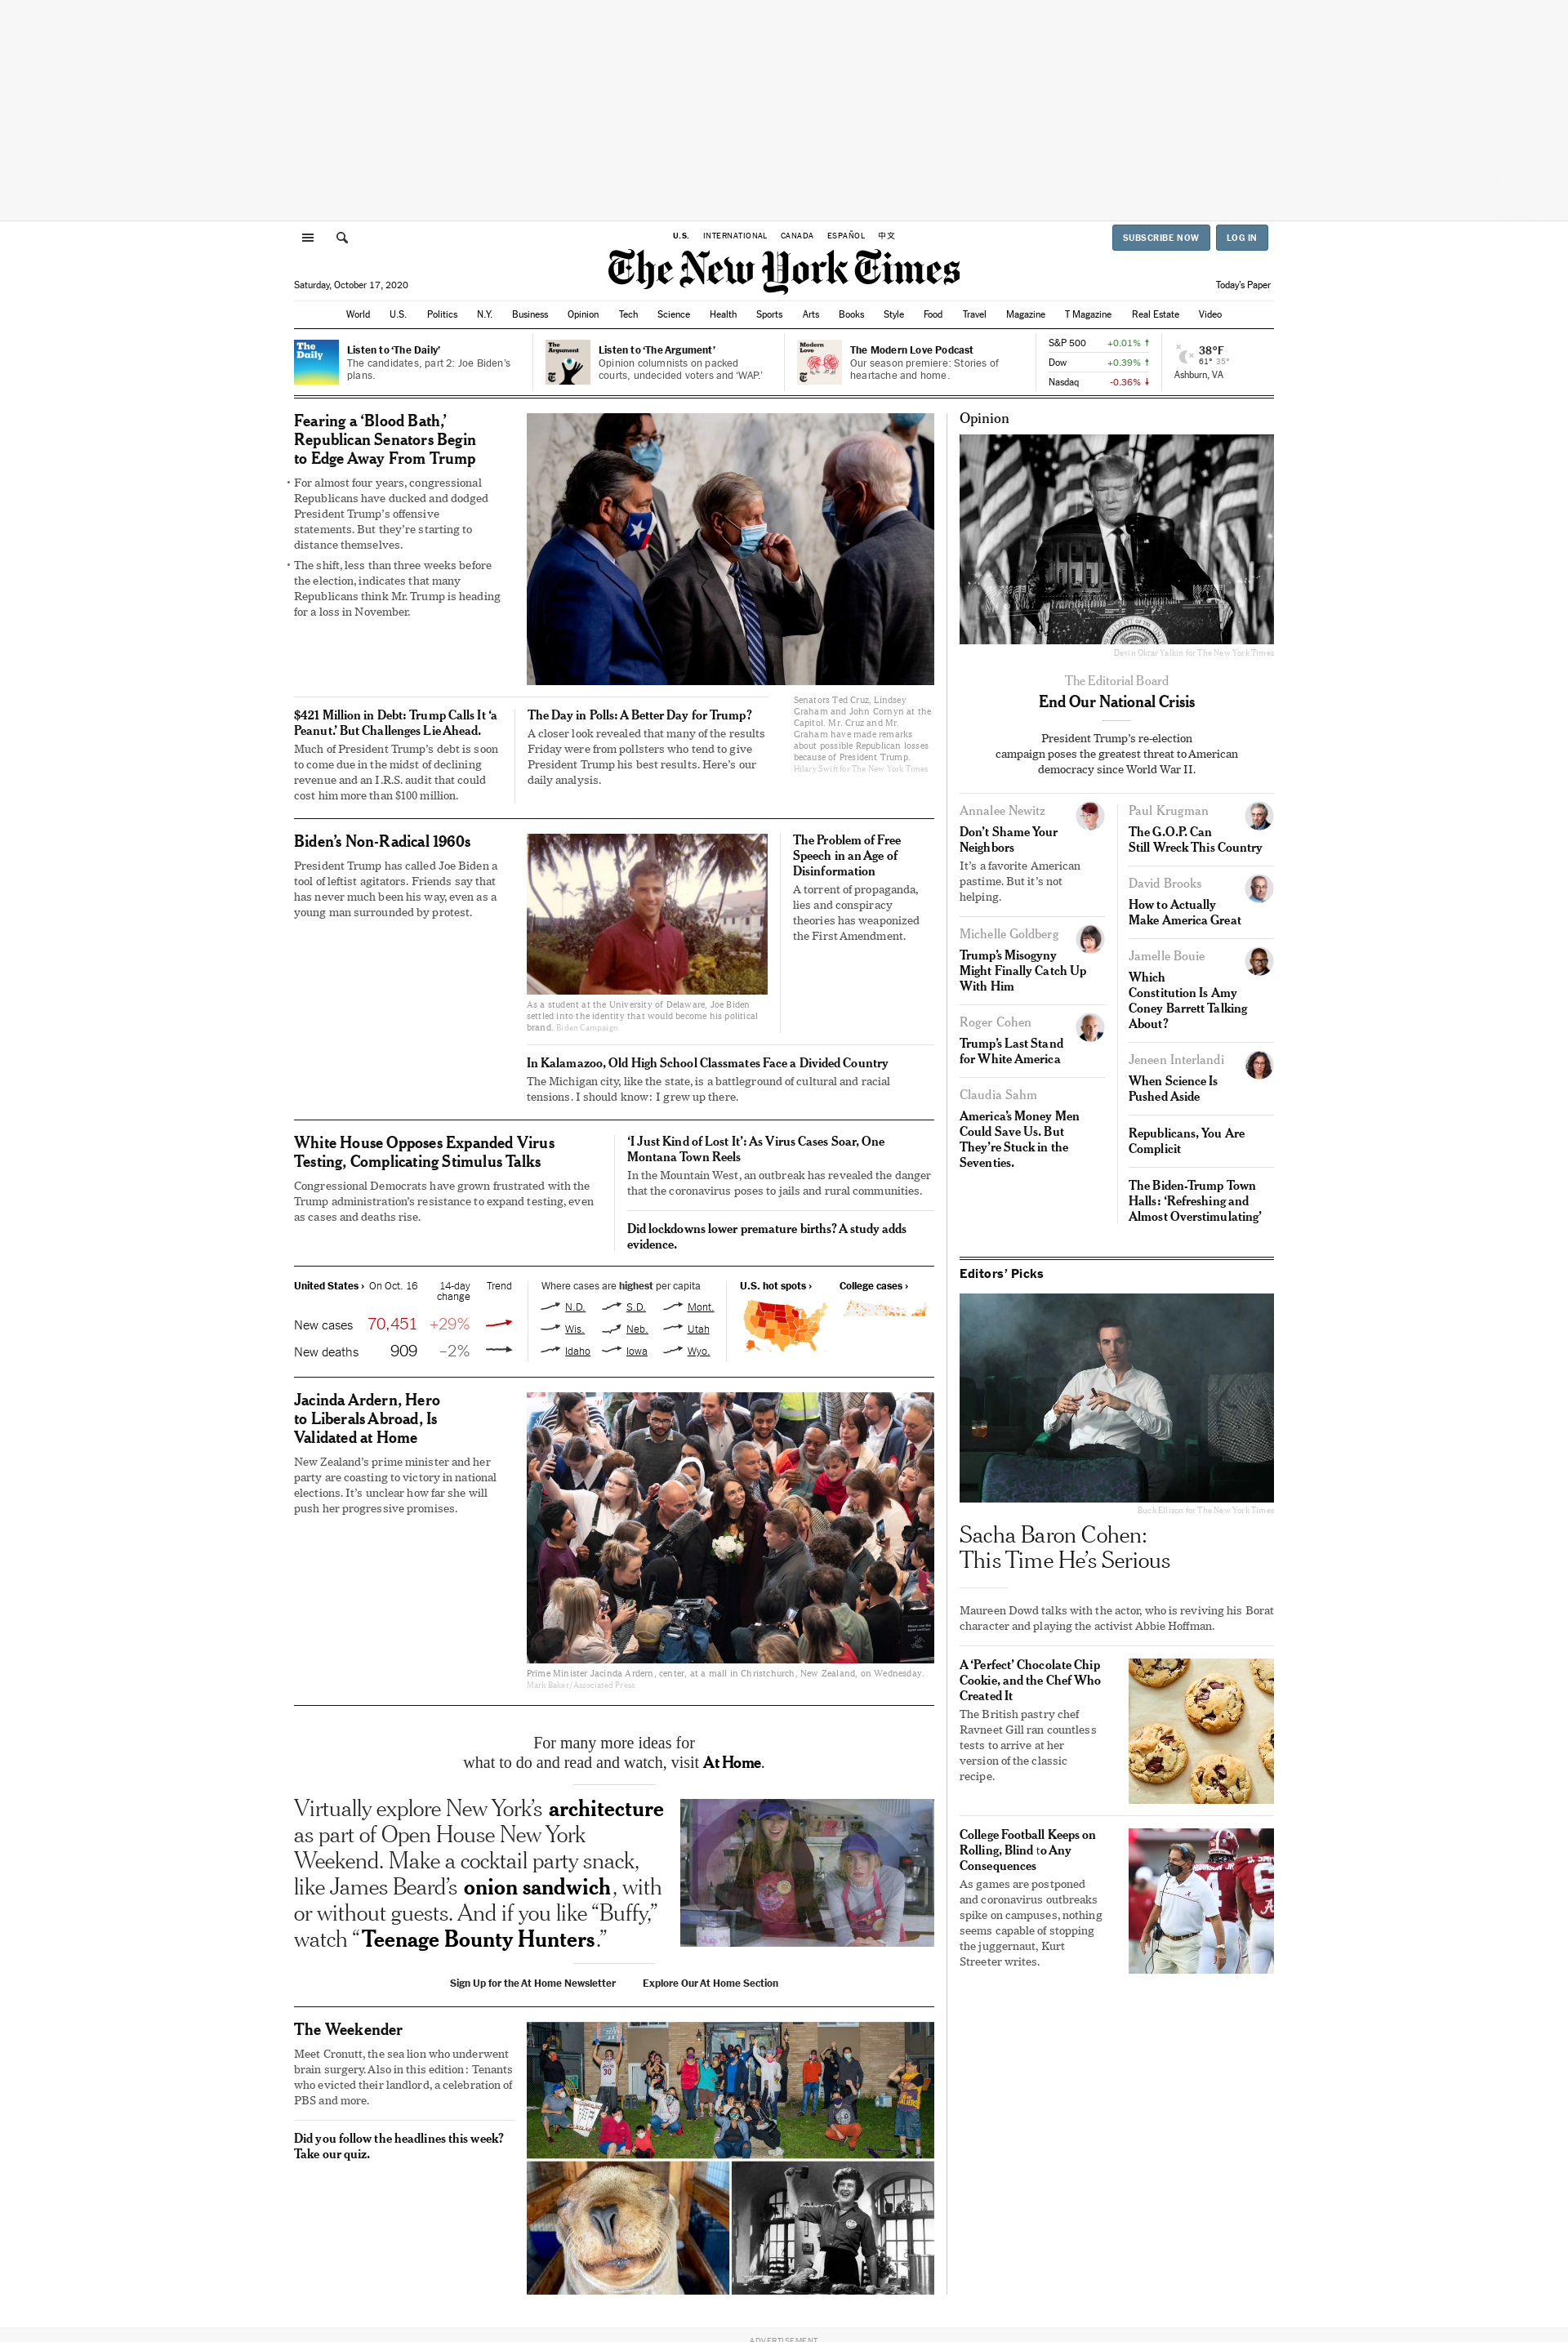 U.S. INTERNATIONAL CANADA ESPAÑOL 中文
SUBSCRIBE NOW LOG IN
The New York Times
Saturday, October 17, 2020
Today's Paper
World U.S. Politics N.Y. Business Opinion Tech Science Health Sports Arts Books Style Food Travel Magazine T Magazine Real Estate Video
The
Daily
Listen to ‘The Daily’
The candidates, part 2: Joe Biden’s
plans.
The
Argument
Listen to ‘The Argument’
Opinion columnists on packed
courts, undecided voters and ‘WAP.’
Modern
Love
The Modern Love Podcast
Our season premiere: Stories of
heartache and home.
S&P 500 +0.01% ↑
Dow +0.39% ↑
Nasdaq -0.36% ↓
38°F
61° 35°
Ashburn, VA
Fearing a ‘Blood Bath,’
Republican Senators Begin
to Edge Away From Trump
• For almost four years, congressional
Republicans have ducked and dodged
President Trump’s offensive
statements. But they’re starting to
distance themselves.
• The shift, less than three weeks before
the election, indicates that many
Republicans think Mr. Trump is heading
for a loss in November.
Senators Ted Cruz, Lindsey
Graham and John Cornyn at the
Capitol. Mr. Cruz and Mr.
Graham have made remarks
about possible Republican losses
because of President Trump.
Hilary Swift for The New York Times
$421 Million in Debt: Trump Calls It ‘a
Peanut.’ But Challenges Lie Ahead.
Much of President Trump’s debt is soon
to come due in the midst of declining
revenue and an I.R.S. audit that could
cost him more than $100 million.
The Day in Polls: A Better Day for Trump?
A closer look revealed that many of the results
Friday were from pollsters who tend to give
President Trump his best results. Here’s our
daily analysis.
Biden’s Non-Radical 1960s
President Trump has called Joe Biden a
tool of leftist agitators. Friends say that
has never much been his way, even as a
young man surrounded by protest.
As a student at the University of Delaware, Joe Biden
settled into the identity that would become his political
brand. Biden Campaign
The Problem of Free
Speech in an Age of
Disinformation
A torrent of propaganda,
lies and conspiracy
theories has weaponized
the First Amendment.
In Kalamazoo, Old High School Classmates Face a Divided Country
The Michigan city, like the state, is a battleground of cultural and racial
tensions. I should know: I grew up there.
White House Opposes Expanded Virus
Testing, Complicating Stimulus Talks
Congressional Democrats have grown frustrated with the
Trump administration’s resistance to expand testing, even
as cases and deaths rise.
‘I Just Kind of Lost It’: As Virus Cases Soar, One
Montana Town Reels
In the Mountain West, an outbreak has revealed the danger
that the coronavirus poses to jails and rural communities.
Did lockdowns lower premature births? A study adds
evidence.
United States › On Oct. 16 14-day Trend
change
New cases 70,451 +29%
New deaths 909 –2%
Where cases are highest per capita
N.D. S.D. Mont.
Wis. Neb. Utah
Idaho Iowa Wyo.
U.S. hot spots ›
College cases ›
Jacinda Ardern, Hero
to Liberals Abroad, Is
Validated at Home
New Zealand’s prime minister and her
party are coasting to victory in national
elections. It’s unclear how far she will
push her progressive promises.
Prime Minister Jacinda Ardern, center, at a mall in Christchurch, New Zealand, on Wednesday.
Mark Baker/Associated Press
For many more ideas for
what to do and read and watch, visit At Home.
Virtually explore New York’s architecture
as part of Open House New York
Weekend. Make a cocktail party snack,
like James Beard’s onion sandwich, with
or without guests. And if you like “Buffy,”
watch “Teenage Bounty Hunters.”
Sign Up for the At Home Newsletter Explore Our At Home Section
The Weekender
Meet Cronutt, the sea lion who underwent
brain surgery. Also in this edition: Tenants
who evicted their landlord, a celebration of
PBS and more.
Did you follow the headlines this week?
Take our quiz.
Opinion
Devin Oktar Yalkin for The New York Times
The Editorial Board
End Our National Crisis
President Trump’s re-election
campaign poses the greatest threat to American
democracy since World War II.
Annalee Newitz
Don’t Shame Your
Neighbors
It’s a favorite American
pastime. But it’s not
helping.
Michelle Goldberg
Trump’s Misogyny
Might Finally Catch Up
With Him
Roger Cohen
Trump’s Last Stand
for White America
Claudia Sahm
America’s Money Men
Could Save Us. But
They’re Stuck in the
Seventies.
Paul Krugman
The G.O.P. Can
Still Wreck This Country
David Brooks
How to Actually
Make America Great
Jamelle Bouie
Which
Constitution Is Amy
Coney Barrett Talking
About?
Jeneen Interlandi
When Science Is
Pushed Aside
Republicans, You Are
Complicit
The Biden-Trump Town
Halls: ‘Refreshing and
Almost Overstimulating’
Editors’ Picks
Buck Ellison for The New York Times
Sacha Baron Cohen:
This Time He’s Serious
Maureen Dowd talks with the actor, who is reviving his Borat
character and playing the activist Abbie Hoffman.
A ‘Perfect’ Chocolate Chip
Cookie, and the Chef Who
Created It
The British pastry chef
Ravneet Gill ran countless
tests to arrive at her
version of the classic
recipe.
College Football Keeps on
Rolling, Blind to Any
Consequences
As games are postponed
and coronavirus outbreaks
spike on campuses, nothing
seems capable of stopping
the juggernaut, Kurt
Streeter writes.
ADVERTISEMENT